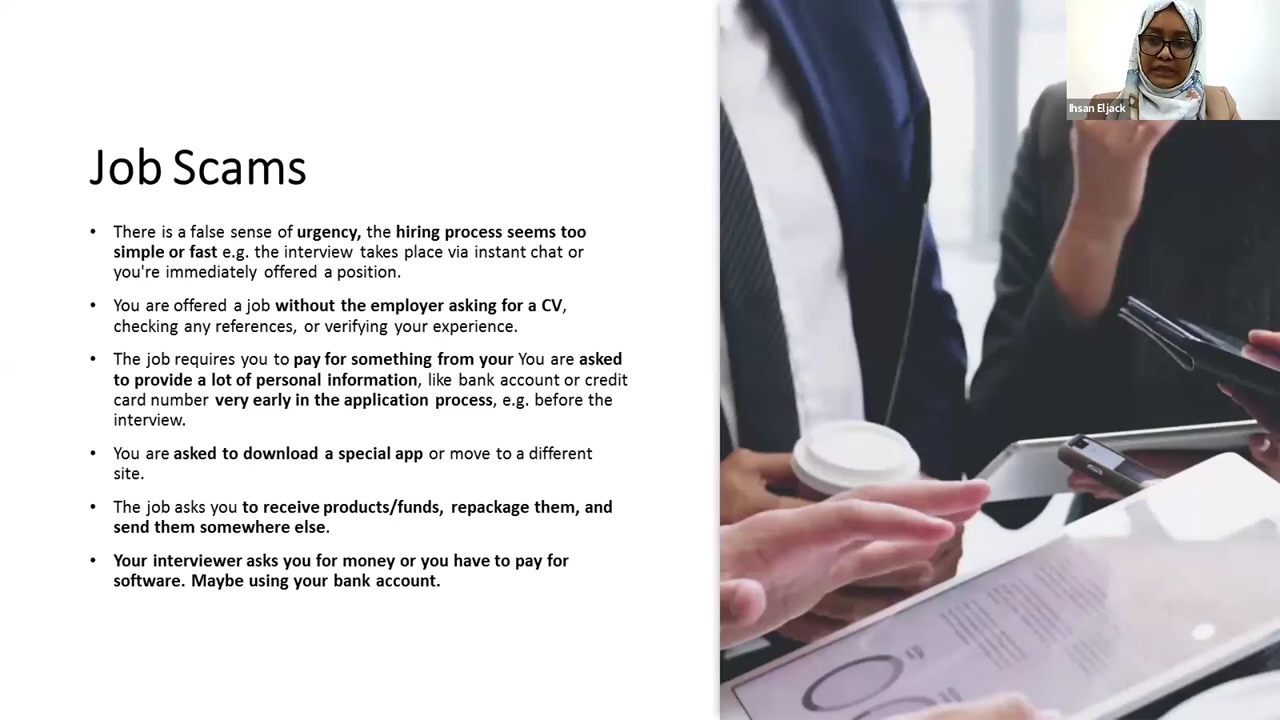 Ihsan Eljack
Job Scams
• There is a false sense of urgency, the hiring process seems too
simple or fast e.g. the interview takes place via instant chat or
you're immediately offered a position.
• You are offered a job without the employer asking for a CV,
checking any references, or verifying your experience.
• The job requires you to pay for something from your You are asked
to provide a lot of personal information, like bank account or credit
card number very early in the application process, e.g. before the
interview.
• You are asked to download a special app or move to a different
site.
• The job asks you to receive products/funds, repackage them, and
send them somewhere else.
• Your interviewer asks you for money or you have to pay for
software. Maybe using your bank account.